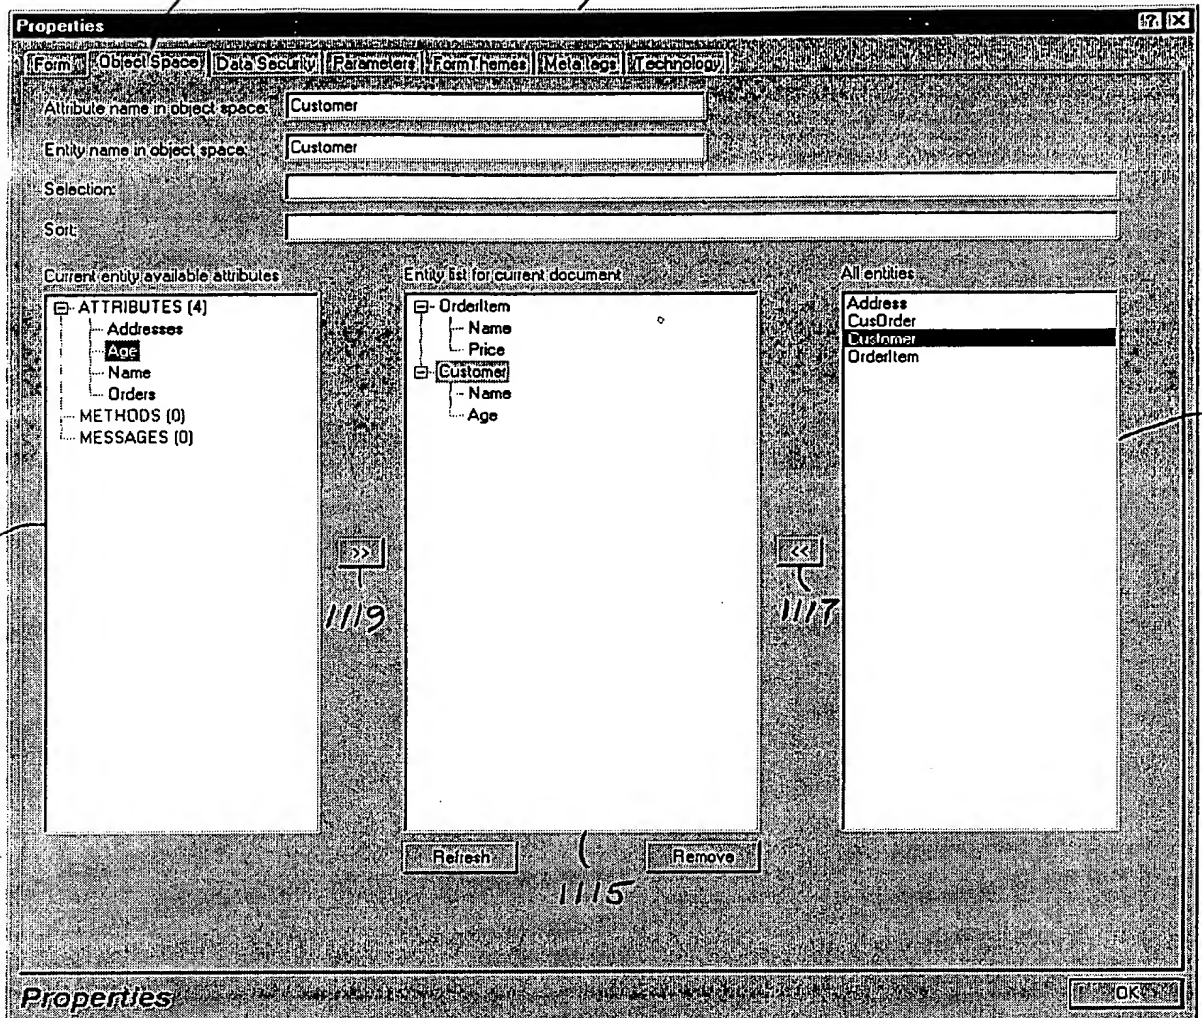 Properties
Form Object Space Data Security Parameters FormThemes MetaTags Technology
Attribute name in object space: Customer
Entity name in object space: Customer
Selection:
Sort:
Current entity available attributes
ATTRIBUTES (4)
Addresses
Age
Name
Orders
METHODS (0)
MESSAGES (0)
>>
1119
Entity list for current document
OrderItem
Name
Price
Customer
Name
Age
Refresh
Remove
1115
<<
1117
All entities
Address
CusOrder
Customer
OrderItem
Properties
OK